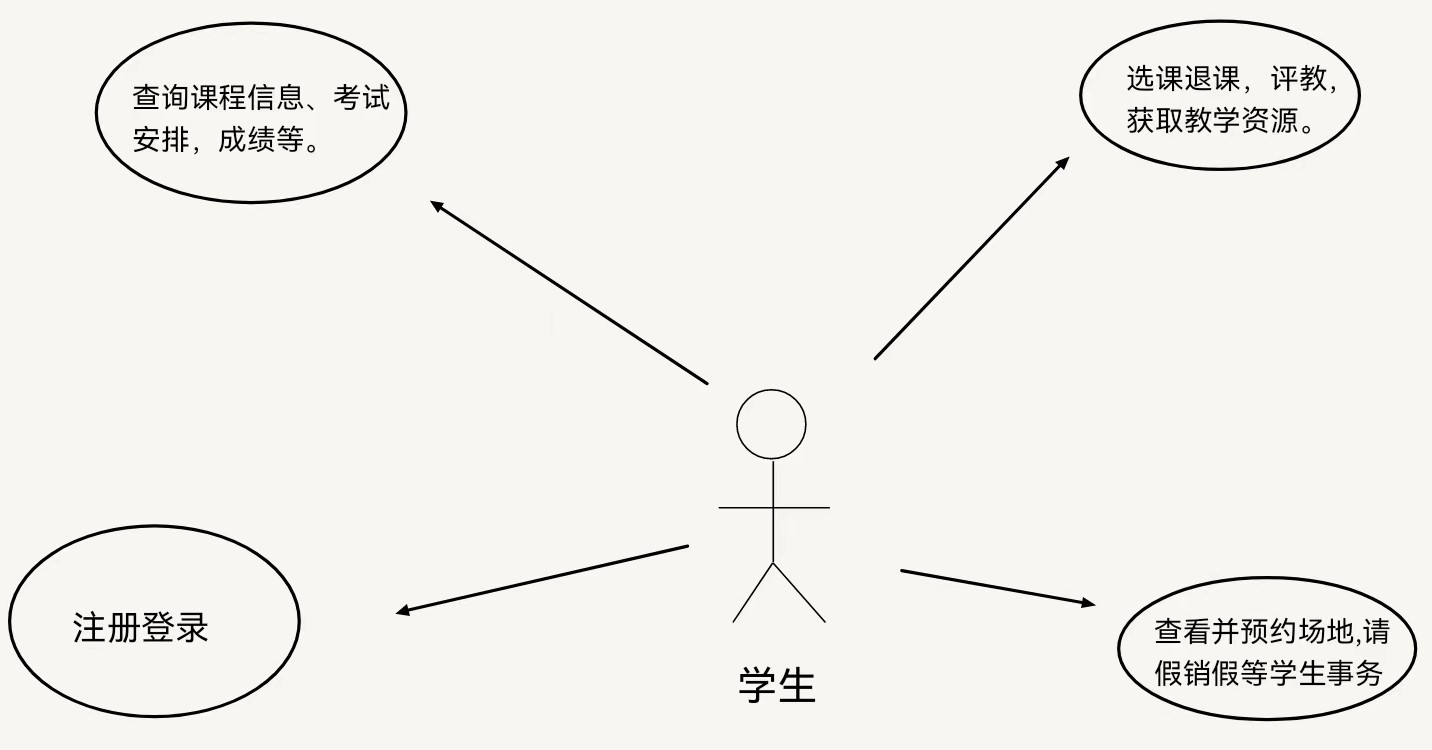 查询课程信息、考试
安排，成绩等。
选课退课，评教，
获取教学资源。
注册登录
学生
查看并预约场地,请
假销假等学生事务